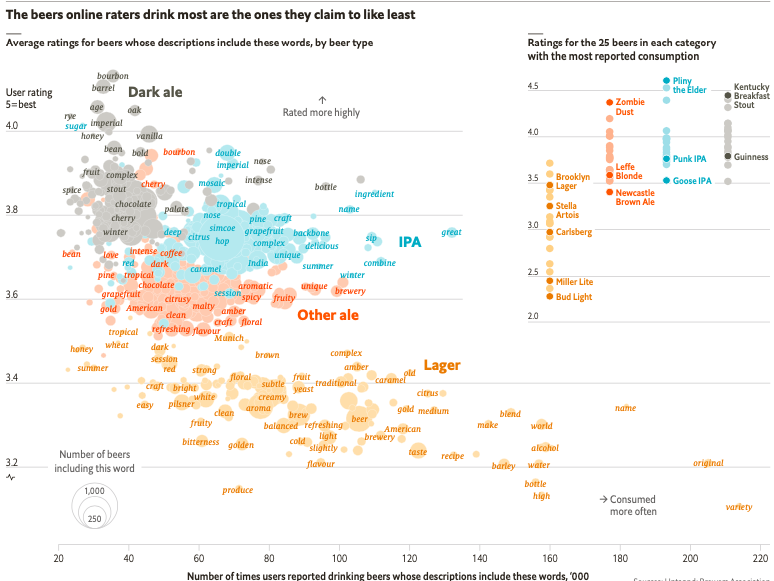 The beers online raters drink most are the ones they claim to like least
Average ratings for beers whose descriptions include these words, by beer type
Ratings for the 25 beers in each category
with the most reported consumption
User rating
5=best
↑
Rated more highly
Dark ale
bourbon
barrel
age
oak
rye
imperial
sugar
honey
vanilla
4.0
bean
bold
bourbon
double
imperial
nose
fruit
complex
cherry
mosaic
intense
spice
stout
bottle
ingredient
chocolate
palate
tropical
name
cherry
nose
pine
craft
3.8
winter
deep
simcoe
grapefruit
backbone
great
citrus
hop
complex
delicious
sip
IPA
bean
love
intense
coffee
unique
red
dark
caramel
India
summer
combine
pine
tropical
winter
chocolate
aromatic
unique
grapefruit
citrusy
session
spicy
fruity
brewery
3.6
gold
American
malty
amber
clean
craft
floral
Other ale
refreshing
flavour
tropical
Munich
wheat
dark
honey
session
brown
complex
Lager
summer
red
strong
amber
floral
fruit
old
3.4
craft
bright
subtle
yeast
traditional
caramel
white
creamy
citrus
easy
pilsner
aroma
gold
medium
name
clean
brew
beer
blend
fruity
balanced
refreshing
American
make
world
bitterness
golden
cold
light
brewery
slightly
taste
alcohol
flavour
recipe
barley
water
original
3.2
produce
bottle
high
variety
Number of beers
including this word
1,000
250
→ Consumed
more often
20
40
60
80
100
120
140
160
180
200
220
Number of times users reported drinking beers whose descriptions include these words, '000
4.5
4.0
3.5
3.0
2.5
2.0
Pliny
the Elder
Kentucky
Breakfast
Stout
Zombie
Dust
Punk IPA
Guinness
Leffe
Blonde
Goose IPA
Newcastle
Brown Ale
Brooklyn
Lager
Stella
Artois
Carlsberg
Miller Lite
Bud Light